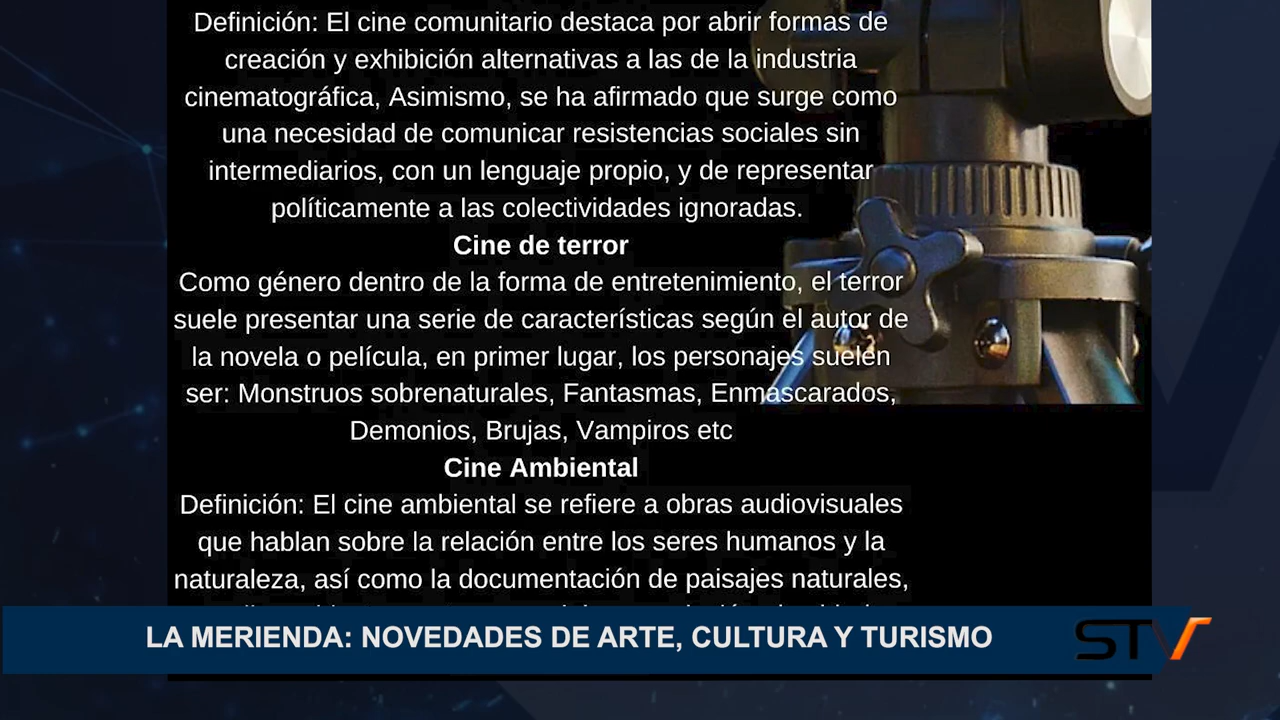 Definición: El cine comunitario destaca por abrir formas de
creación y exhibición alternativas a las de la industria
cinematográfica, Asimismo, se ha afirmado que surge como
una necesidad de comunicar resistencias sociales sin
intermediarios, con un lenguaje propio, y de representar
políticamente a las colectividades ignoradas.
Cine de terror
Como género dentro de la forma de entretenimiento, el terror
suele presentar una serie de características según el autor de
la novela o película, en primer lugar, los personajes suelen
ser: Monstruos sobrenaturales, Fantasmas, Enmascarados,
Demonios, Brujas, Vampiros etc
Cine Ambiental
Definición: El cine ambiental se refiere a obras audiovisuales
que hablan sobre la relación entre los seres humanos y la
naturaleza, así como la documentación de paisajes naturales,
LA MERIENDA: NOVEDADES DE ARTE, CULTURA Y TURISMO
STV